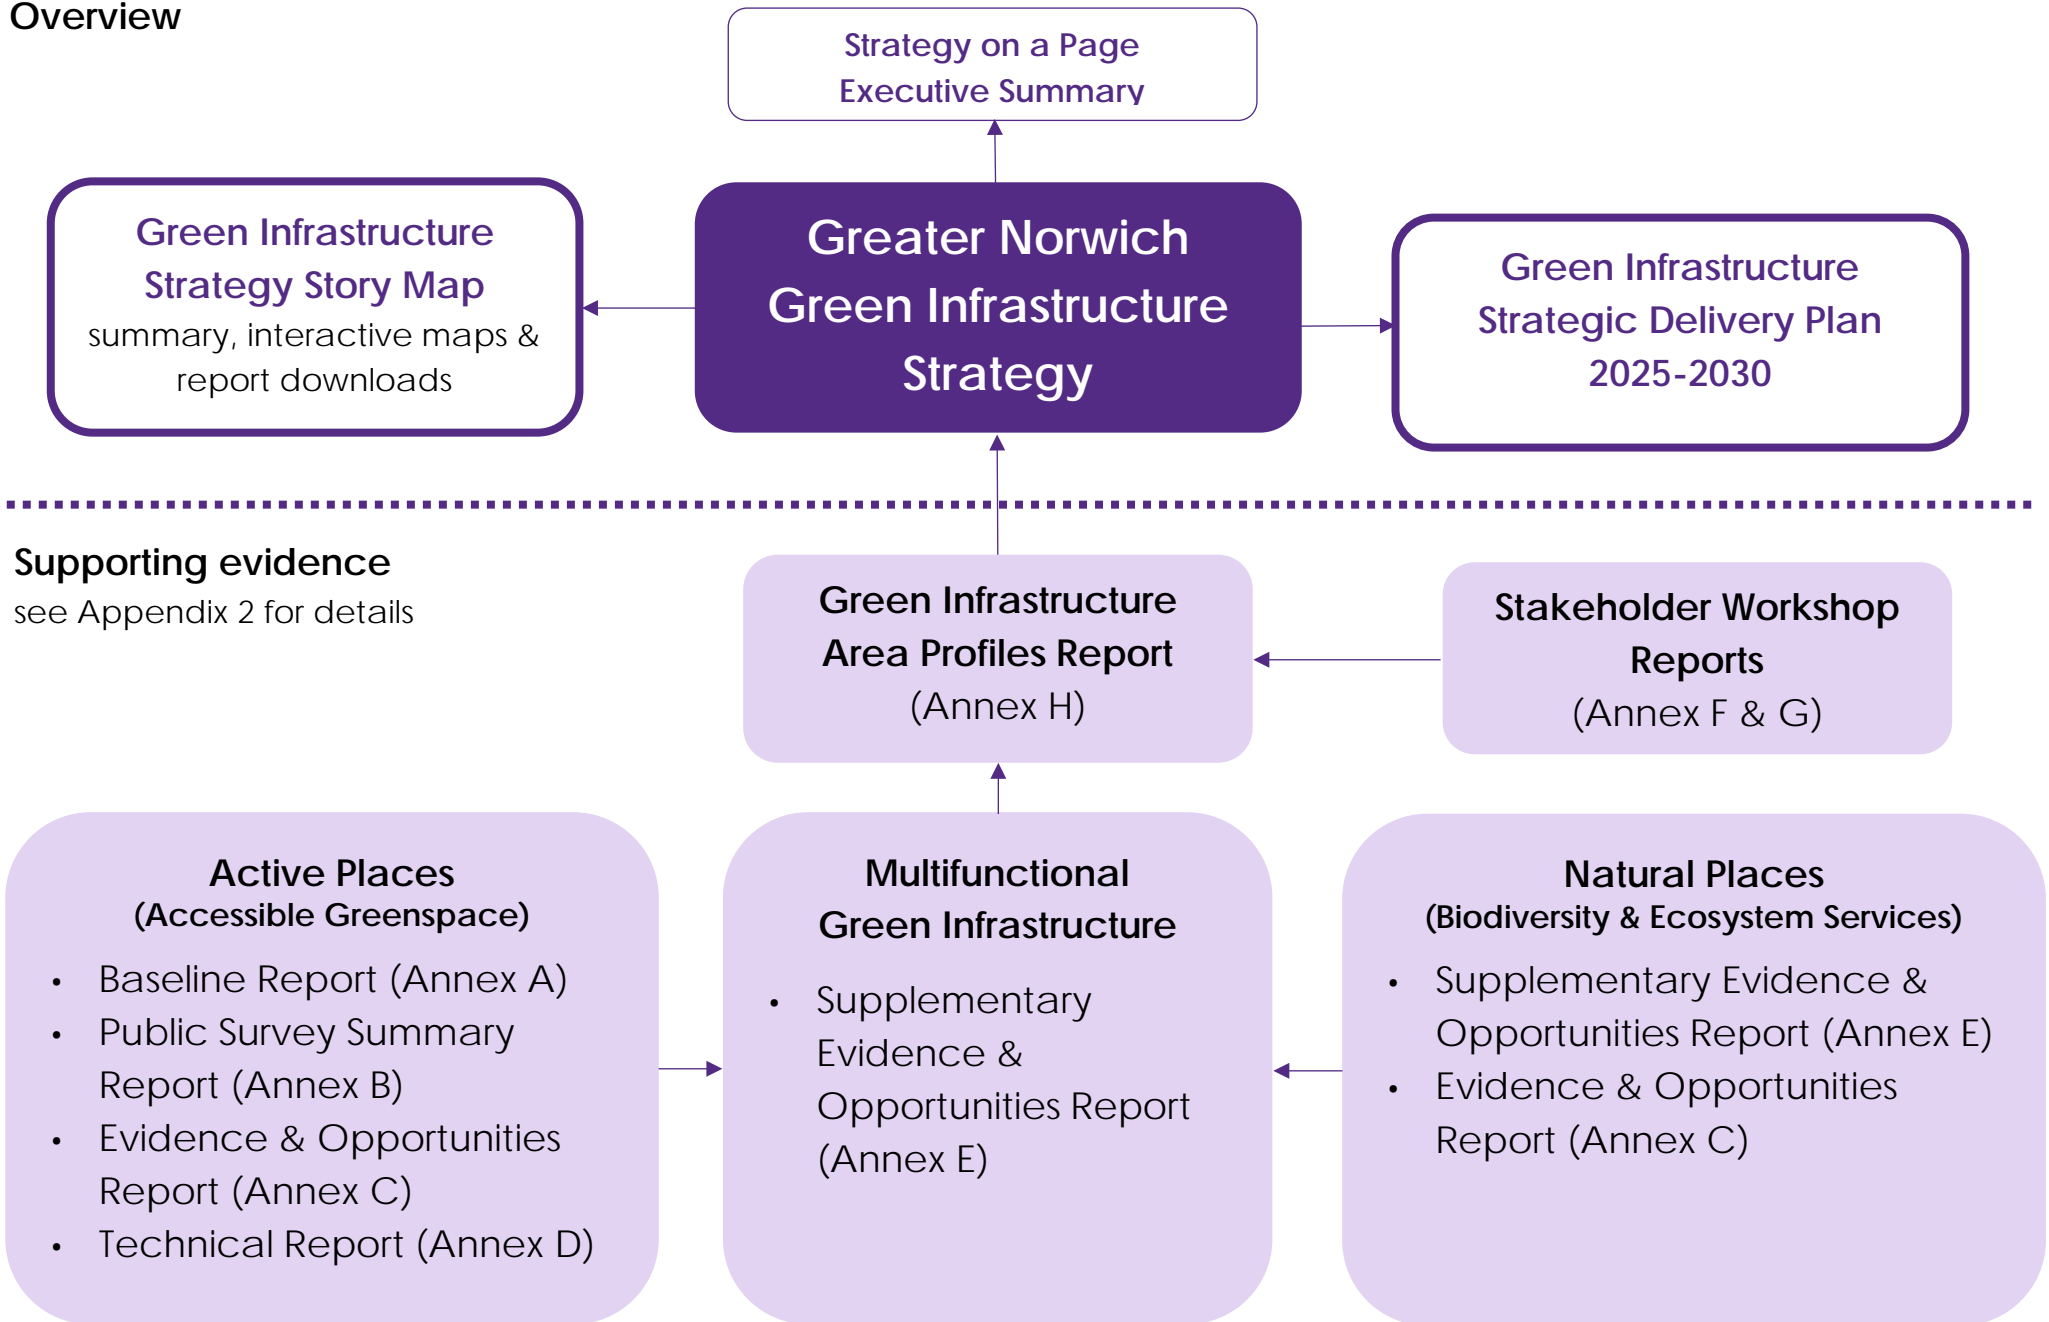 Overview
Strategy on a Page
Executive Summary
Green Infrastructure
Strategy Story Map
summary, interactive maps &
report downloads
Greater Norwich
Green Infrastructure
Strategy
Green Infrastructure
Strategic Delivery Plan
2025-2030
Supporting evidence
see Appendix 2 for details
Green Infrastructure
Area Profiles Report
(Annex H)
Stakeholder Workshop
Reports
(Annex F & G)
Active Places
(Accessible Greenspace)
• Baseline Report (Annex A)
• Public Survey Summary
Report (Annex B)
• Evidence & Opportunities
Report (Annex C)
• Technical Report (Annex D)
Multifunctional
Green Infrastructure
• Supplementary
Evidence &
Opportunities Report
(Annex E)
Natural Places
(Biodiversity & Ecosystem Services)
• Supplementary Evidence &
Opportunities Report (Annex E)
• Evidence & Opportunities
Report (Annex C)